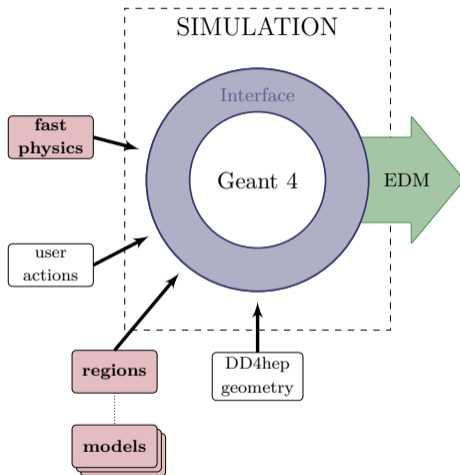 SIMULATION
Interface
fast
physics
Geant 4
EDM
user
actions
regions
DD4hep
geometry
models